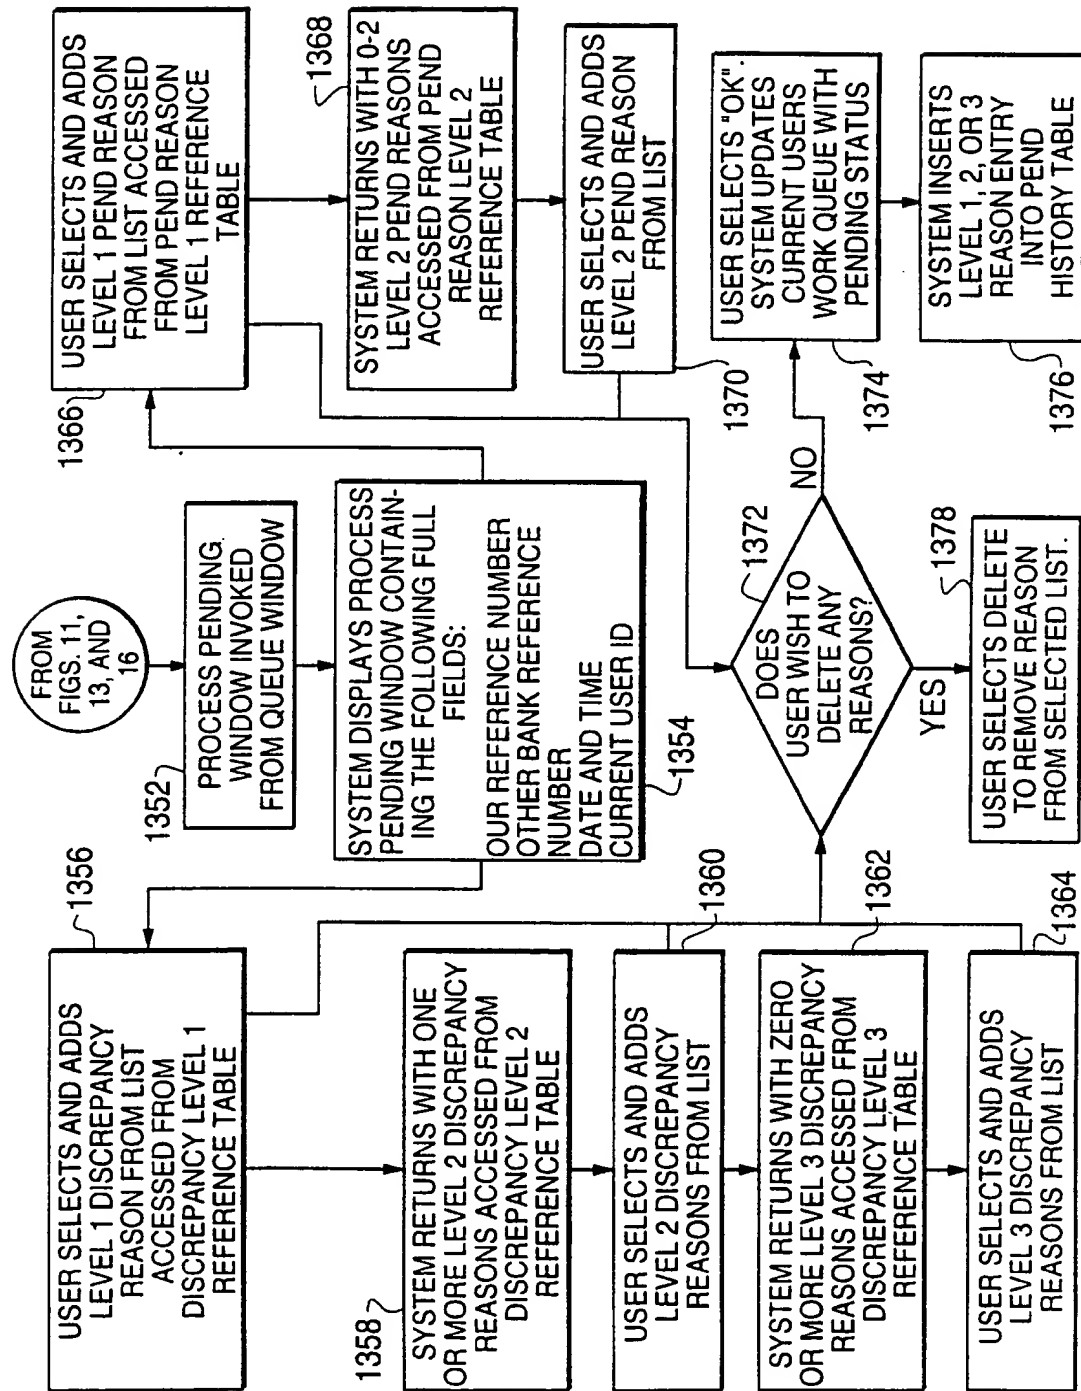 FROM
FIGS. 11,
13, AND
16
1352
PROCESS PENDING.
WINDOW INVOKED
FROM QUEUE WINDOW
SYSTEM DISPLAYS PROCESS
PENDING WINDOW CONTAIN-
ING THE FOLLOWING FULL
FIELDS:
OUR REFERENCE NUMBER
OTHER BANK REFERENCE
NUMBER
DATE AND TIME
CURRENT USER ID
1354
1356
USER SELECTS AND ADDS
LEVEL 1 DISCREPANCY
REASON FROM LIST
ACCESSED FROM
DISCREPANCY LEVEL 1
REFERENCE TABLE
1358
SYSTEM RETURNS WITH ONE
OR MORE LEVEL 2 DISCREPANCY
REASONS ACCESSED FROM
DISCREPANCY LEVEL 2
REFERENCE TABLE
1360
USER SELECTS AND ADDS
LEVEL 2 DISCREPANCY
REASONS FROM LIST
1362
SYSTEM RETURNS WITH ZERO
OR MORE LEVEL 3 DISCREPANCY
REASONS ACCESSED FROM
DISCREPANCY LEVEL 3
REFERENCE TABLE
1364
USER SELECTS AND ADDS
LEVEL 3 DISCREPANCY
REASONS FROM LIST
1366
USER SELECTS AND ADDS
LEVEL 1 PEND REASON
FROM LIST ACCESSED
FROM PEND REASON
LEVEL 1 REFERENCE
TABLE
1368
SYSTEM RETURNS WITH 0-2
LEVEL 2 PEND REASONS
ACCESSED FROM PEND
REASON LEVEL 2
REFERENCE TABLE
USER SELECTS AND ADDS
LEVEL 2 PEND REASON
FROM LIST
1370
1372
DOES
USER WISH TO
DELETE ANY
REASONS?
NO
YES
USER SELECTS "OK".
SYSTEM UPDATES
CURRENT USERS
WORK QUEUE WITH
PENDING STATUS
1374
SYSTEM INSERTS
LEVEL 1, 2, OR 3
REASON ENTRY
INTO PEND
HISTORY TABLE
1376
1378
USER SELECTS DELETE
TO REMOVE REASON
FROM SELECTED LIST.